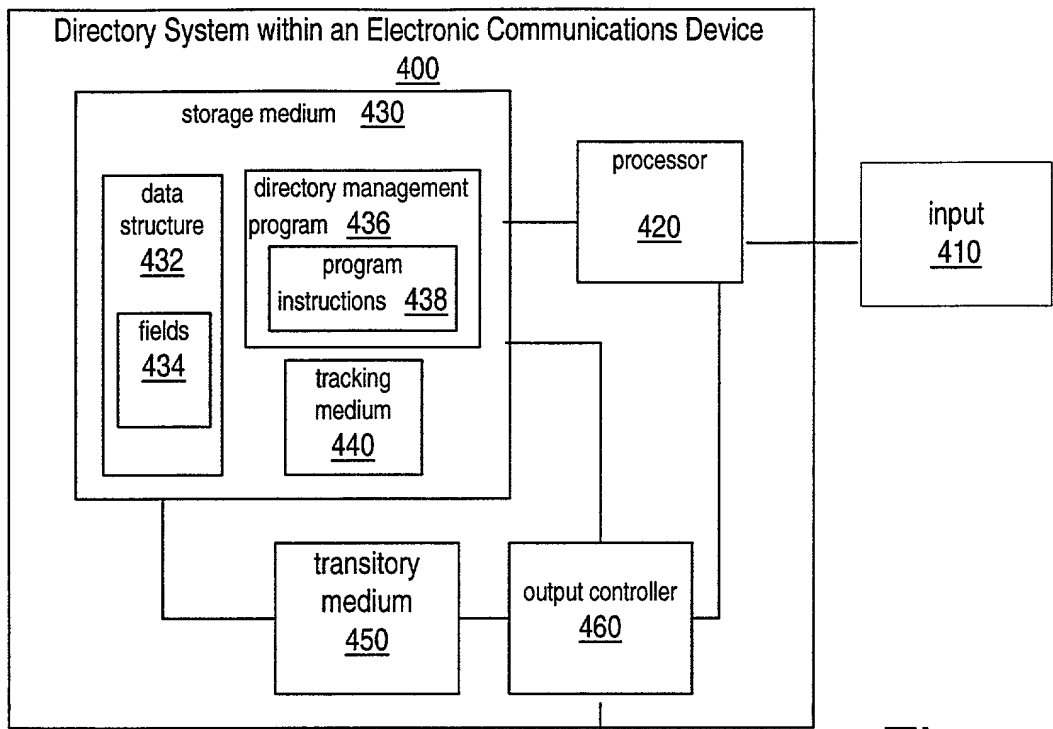 Directory System within an Electronic Communications Device
400
storage medium 430
data
structure
432
fields
434
directory management
program 436
program
instructions 438
tracking
medium
440
processor
420
input
410
transitory
medium
450
output controller
460